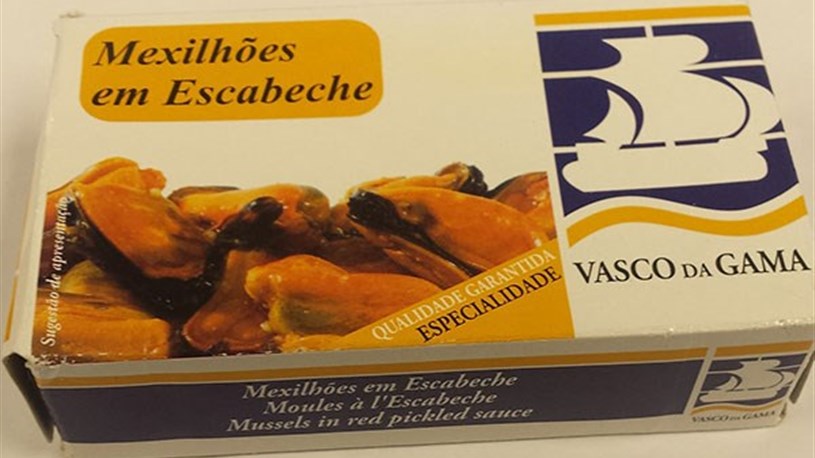 Mexilhões
em Escabeche
Sugestão de apresentação
QUALIDADE GARANTIDA
ESPECIALIDADE
VASCO DA GAMA
Mexilhões em Escabeche
Moules à l'Escabeche
Mussels in red pickled sauce
VASCO DA GAMA